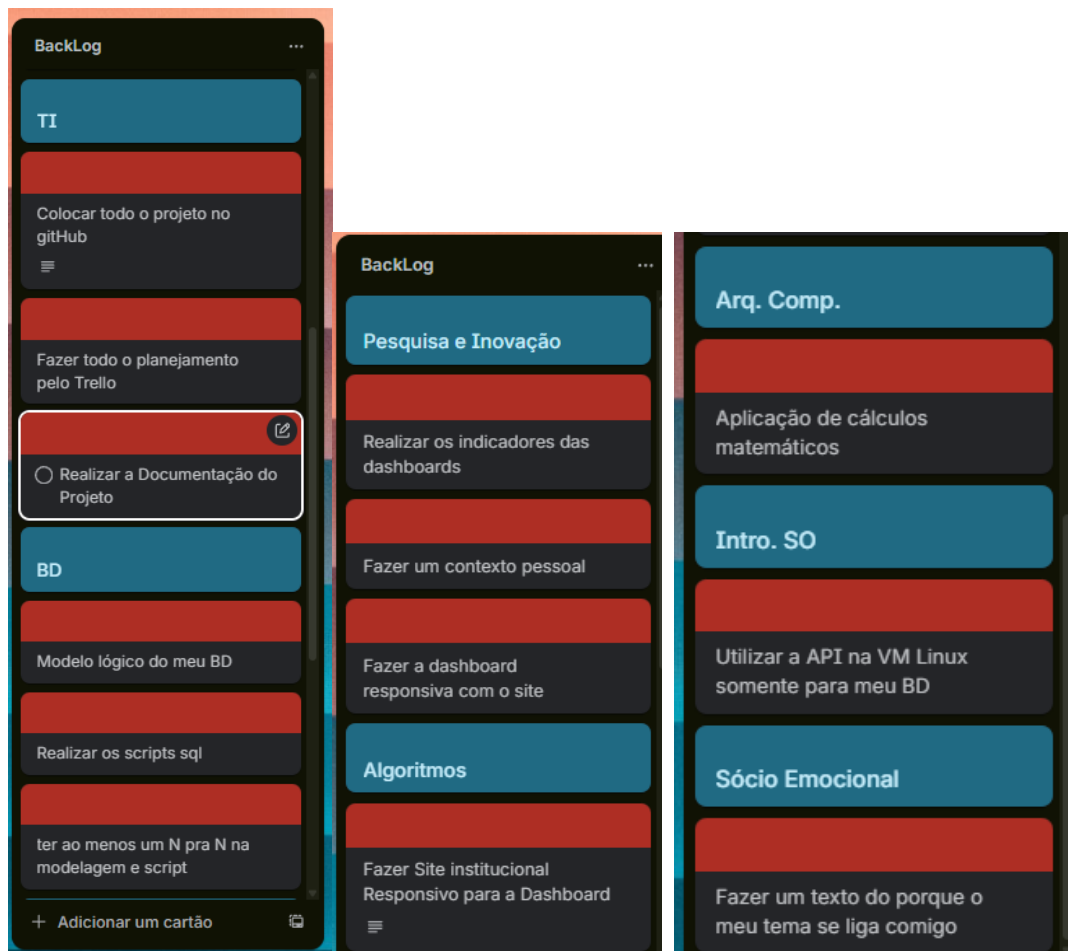 BackLog
TI
Colocar todo o projeto no
gitHub
Fazer todo o planejamento
pelo Trello
Realizar a Documentação do
Projeto
BD
Modelo lógico do meu BD
Realizar os scripts sql
ter ao menos um N pra N na
modelagem e script
+ Adicionar um cartão
BackLog
Pesquisa e Inovação
Realizar os indicadores das
dashboards
Fazer um contexto pessoal
Fazer a dashboard
responsiva com o site
Algoritmos
Fazer Site institucional
Responsivo para a Dashboard
Arq. Comp.
Aplicação de cálculos
matemáticos
Intro. SO
Utilizar a API na VM Linux
somente para meu BD
Sócio Emocional
Fazer um texto do porque o
meu tema se liga comigo